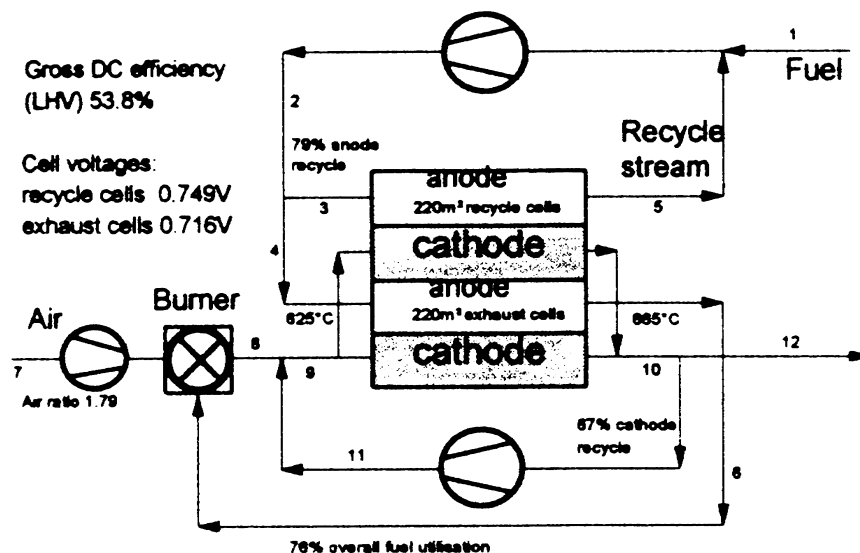 1
Fuel
Gross DC efficiency
(LHV) 53.8%
2
79% anode
recycle
Recycle
stream
Cell voltages:
recycle cells 0.749V
exhaust cells 0.716V
anode
220m² recycle cells
3
5
cathode
4
anode
220m² exhaust cells
625°C
665°C
Air
Burner
cathode
7
8
9
10
12
Air ratio 1.79
67% cathode
recycle
11
6
76% overall fuel utilisation